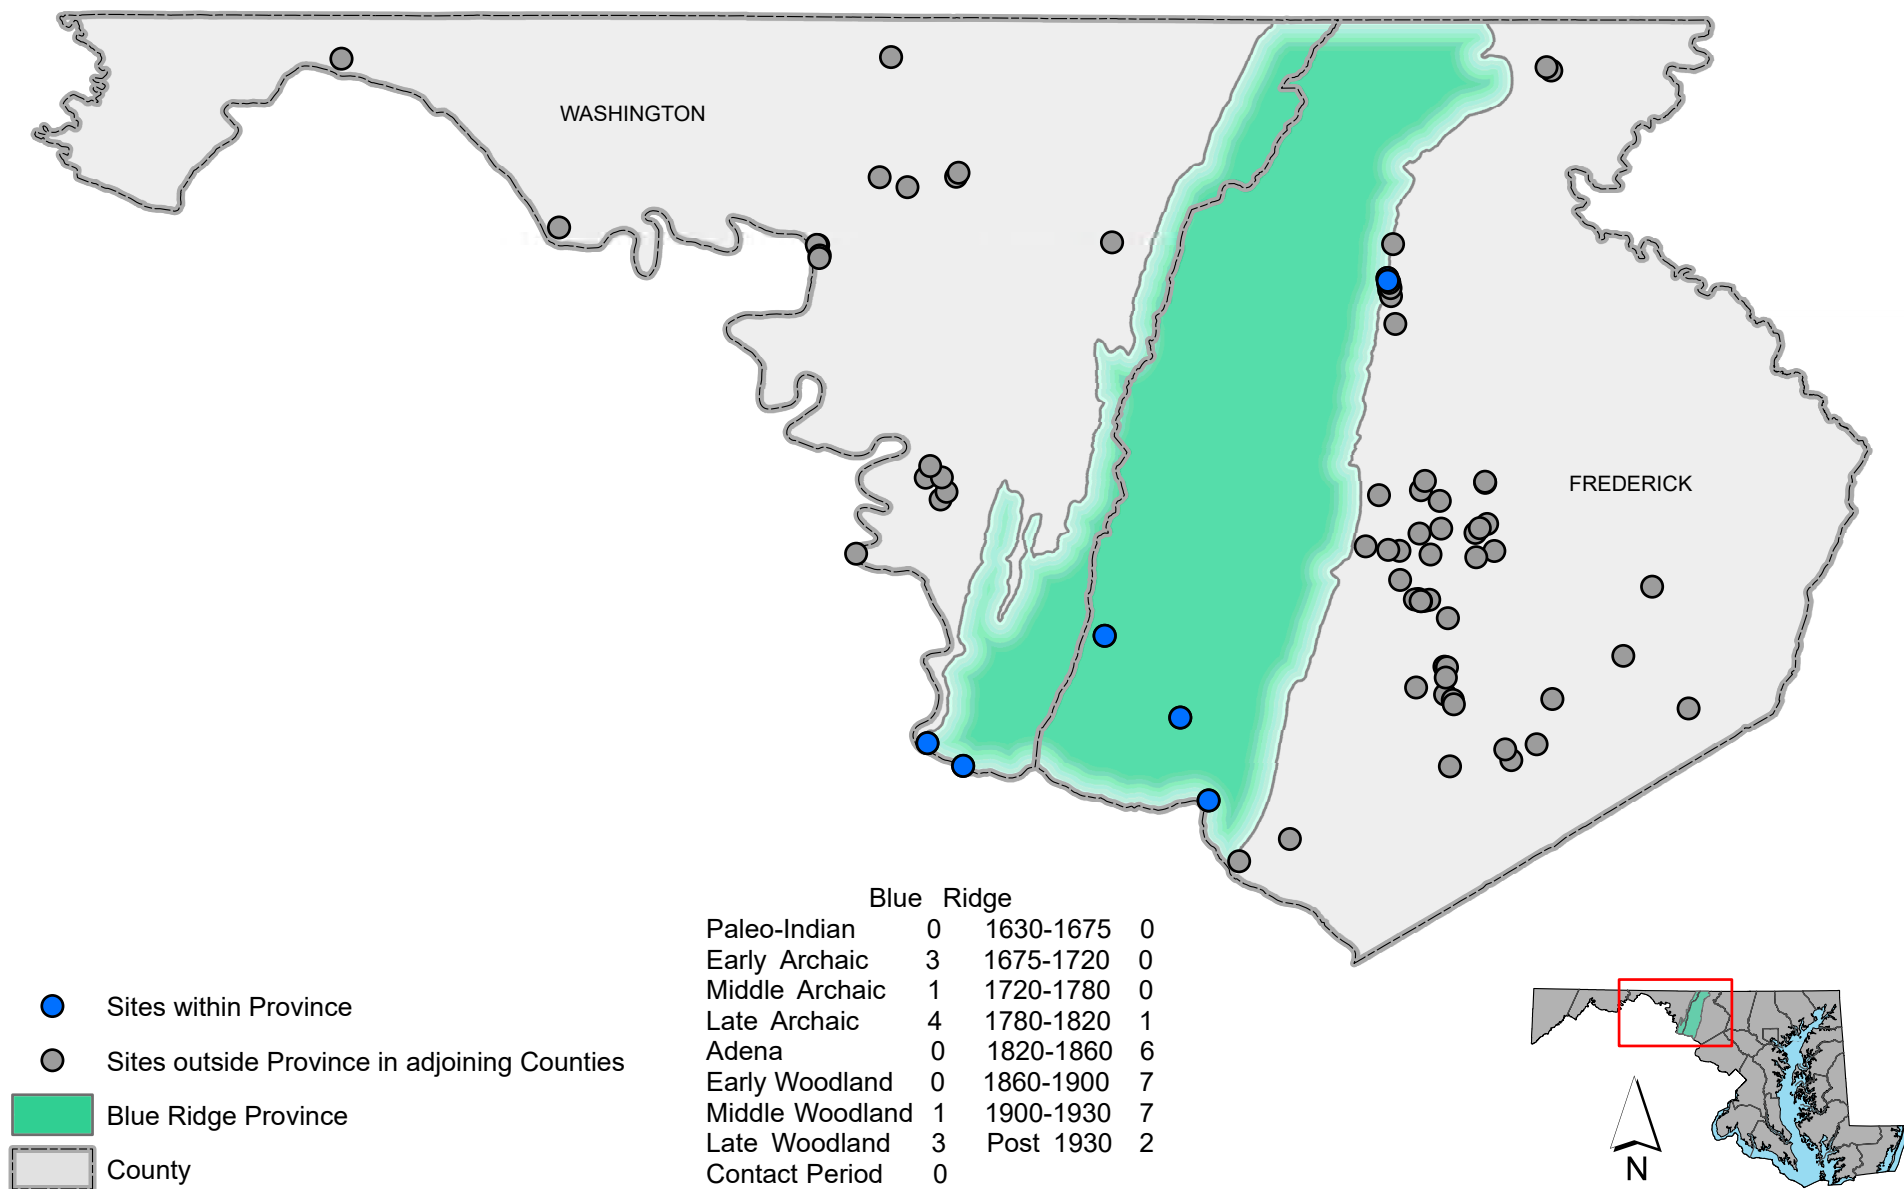 WASHINGTON
FREDERICK
Blue Ridge
Paleo-Indian 0 1630-1675 0
Early Archaic 3 1675-1720 0
Middle Archaic 1 1720-1780 0
Late Archaic 4 1780-1820 1
Adena 0 1820-1860 6
Early Woodland 0 1860-1900 7
Middle Woodland 1 1900-1930 7
Late Woodland 3 Post 1930 2
Contact Period 0
Sites within Province
Sites outside Province in adjoining Counties
Blue Ridge Province
County
N